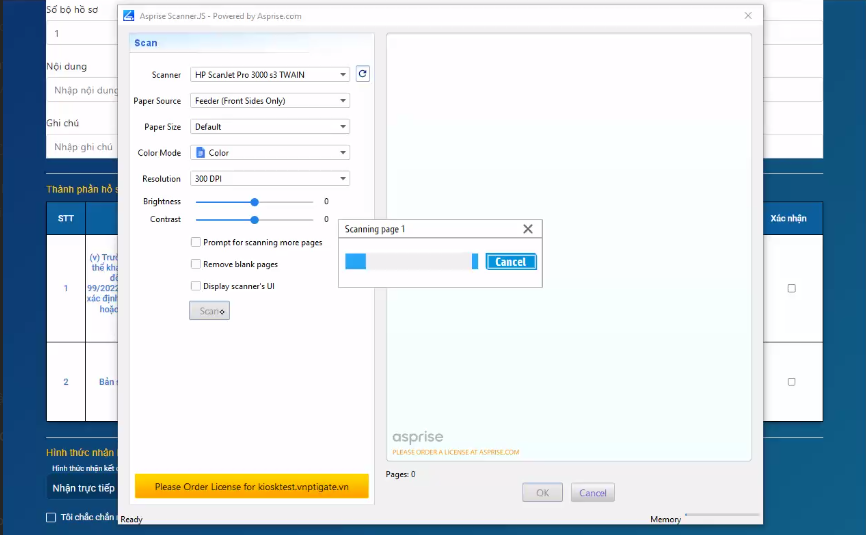 Số bộ hồ sơ
1
Nội dung
Nhập nội dung
Ghi chú
Nhập ghi chú
Thành phần hồ s
STT
Xác nhận
1
(v) Trư
thể kha
đ
99/2022
xác định
hoặc
2
Bản
Hình thức nhận
Hình thức nhận kết
Nhận trực tiếp
Tôi chắc chắn
Asprise ScannerJS - Powered by Asprise.com
Scan
Scanner
HP ScanJet Pro 3000 s3 TWAIN
Paper Source
Feeder (Front Sides Only)
Paper Size
Default
Color Mode
Color
Resolution
300 DPI
Brightness
0
Contrast
0
Prompt for scanning more pages
Remove blank pages
Display scanner's UI
Scan
Please Order License for kiosktest.vnptigate.vn
Ready
Scanning page 1
Cancel
asprise
PLEASE ORDER A LICENSE AT ASPRISE.COM
Pages: 0
OK
Cancel
Memory